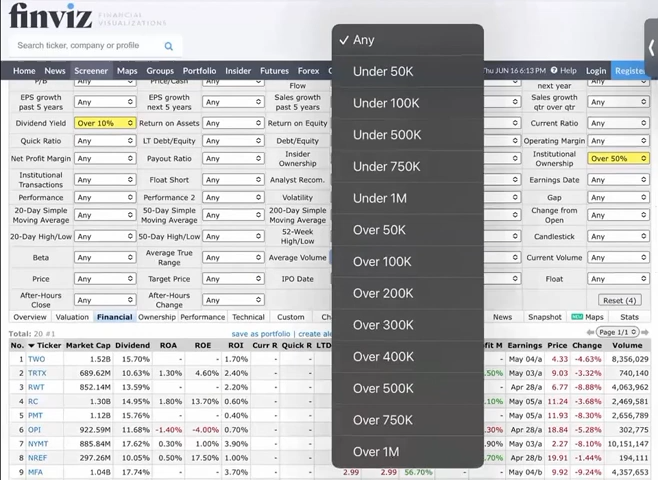 finviz FINANCIAL VISUALIZATIONS
Search ticker, company or profile
Home News Screener Maps Groups Portfolio Insider Futures Forex Thu JUN 16 6:13 PM Help Login Register
P/B Any Price/Cash Any Flow next year Any
EPS growth past 5 years Any EPS growth next 5 years Any Sales growth past 5 years Sales growth qtr over qtr Any
Dividend Yield Over 10% Return on Assets Any Return on Equity Current Ratio Any
Quick Ratio Any LT Debt/Equity Any Debt/Equity Operating Margin Any
Net Profit Margin Any Payout Ratio Any Insider Ownership Institutional Ownership Over 50%
Institutional Transactions Any Float Short Any Analyst Recom. Earnings Date Any
Performance Any Performance 2 Any Volatility Gap Any
20-Day Simple Moving Average Any 50-Day Simple Moving Average Any 200-Day Simple Moving Average Change from Open Any
20-Day High/Low Any 50-Day High/Low Any 52-Week High/Low Candlestick Any
Beta Any Average True Range Any Average Volume Current Volume Any
Price Any Target Price Any IPO Date Float Any
After-Hours Close Any After-Hours Change Any Reset (4)
✓ Any
Under 50K
Under 100K
Under 500K
Under 750K
Under 1M
Over 50K
Over 100K
Over 200K
Over 300K
Over 400K
Over 500K
Over 750K
Over 1M
Overview Valuation Financial Ownership Performance Technical Custom News Snapshot NEW Maps Stats
Total: 20 #1 save as portfolio | create Page 1/1
No. ▼ Ticker Market Cap Dividend ROA ROE ROI Curr R Quick R LTD Earnings Price Change Volume
1 TWO 1.52B 15.70% - - 1.70% - - May 04/a 4.33 -4.63% 8,356,029
2 TRTX 689.62M 10.63% 1.30% 4.60% 2.40% - - .50% May 03/a 9.03 -3.32% 740,140
3 RWT 852.14M 13.59% - - 2.20% - - - Apr 28/a 6.77 -8.88% 4,063,962
4 RC 1.30B 14.95% 1.80% 13.70% 0.60% - - .10% May 05/a 11.24 -3.68% 2,469,581
5 PMT 1.12B 15.76% - - 0.40% - - - May 05/a 11.93 -8.30% 2,656,789
6 OPI 922.59M 11.68% -1.40% -4.00% 0.70% - - .30% Apr 28/a 18.84 -5.28% 302,775
7 NYMT 885.84M 17.62% 0.30% 1.00% 3.90% - - .90% May 03/a 2.27 -8.10% 10,151,147
8 NREF 297.26M 10.05% 0.50% 17.50% 1.00% - - .70% Apr 28/b 19.91 -1.44% 194,111
9 MFA 1.04B 17.74% - - 3.70% - - 2.99 2.99 56.70% - - May 04/b 9.92 -9.24% 4,357,653